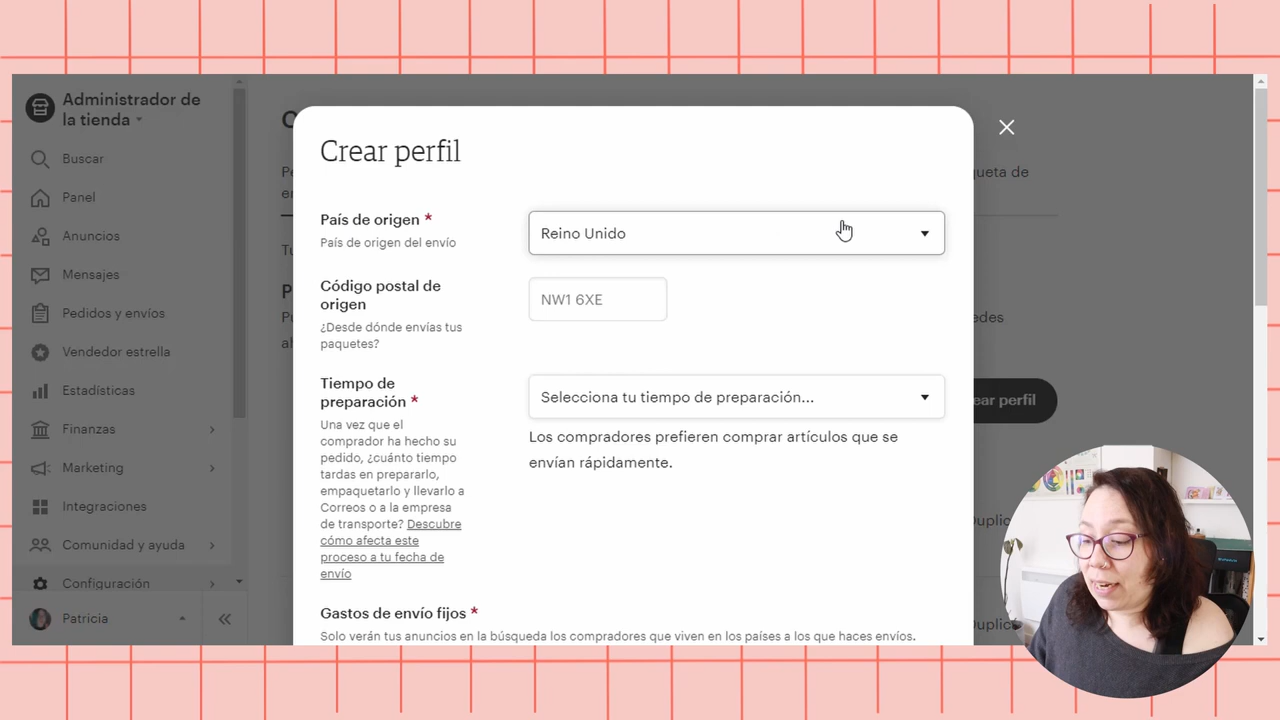 Administrador de
la tienda
Buscar
Panel
Anuncios
Mensajes
Pedidos y envíos
Vendedor estrella
Estadísticas
Finanzas
Marketing
Integraciones
Comunidad y ayuda
Configuración
Patricia
Crear perfil
País de origen *
País de origen del envío
Reino Unido
Código postal de
origen
¿Desde dónde envías tus
paquetes?
NW1 6XE
Tiempo de
preparación *
Una vez que el
comprador ha hecho su
pedido, ¿cuánto tiempo
tardas en prepararlo,
empaquetarlo y llevarlo a
Correos o a la empresa
de transporte? Descubre
cómo afecta este
proceso a tu fecha de
envío
Selecciona tu tiempo de preparación...
Los compradores prefieren comprar artículos que se
envían rápidamente.
Gastos de envío fijos *
Solo verán tus anuncios en la búsqueda los compradores que viven en los países a los que haces envíos.
queta de
edes
ear perfil
Duplic
Duplic